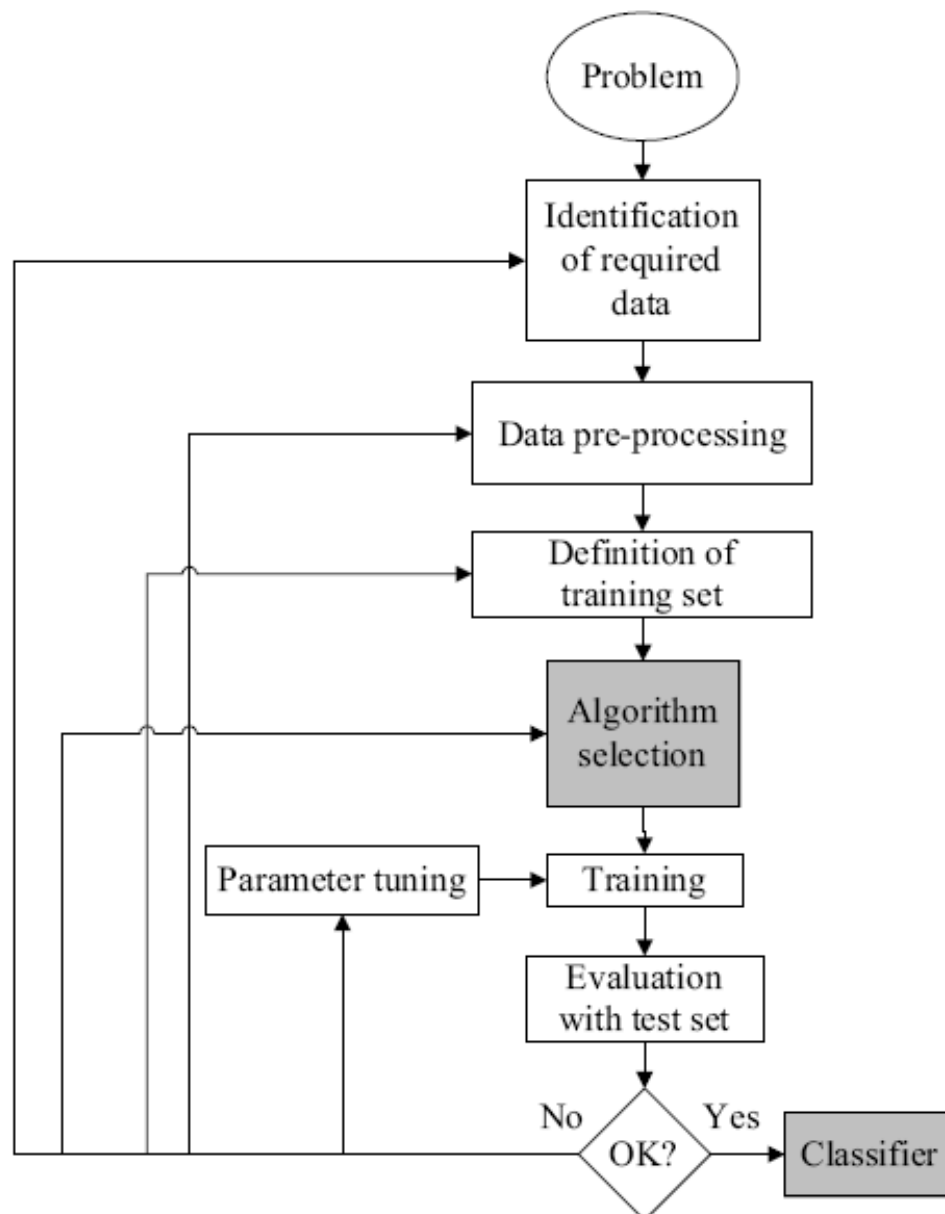 Problem
Identification
of required
data
Data pre-processing
Definition of
training set
Algorithm
selection
Parameter tuning
Training
Evaluation
with test set
No
OK?
Yes
Classifier